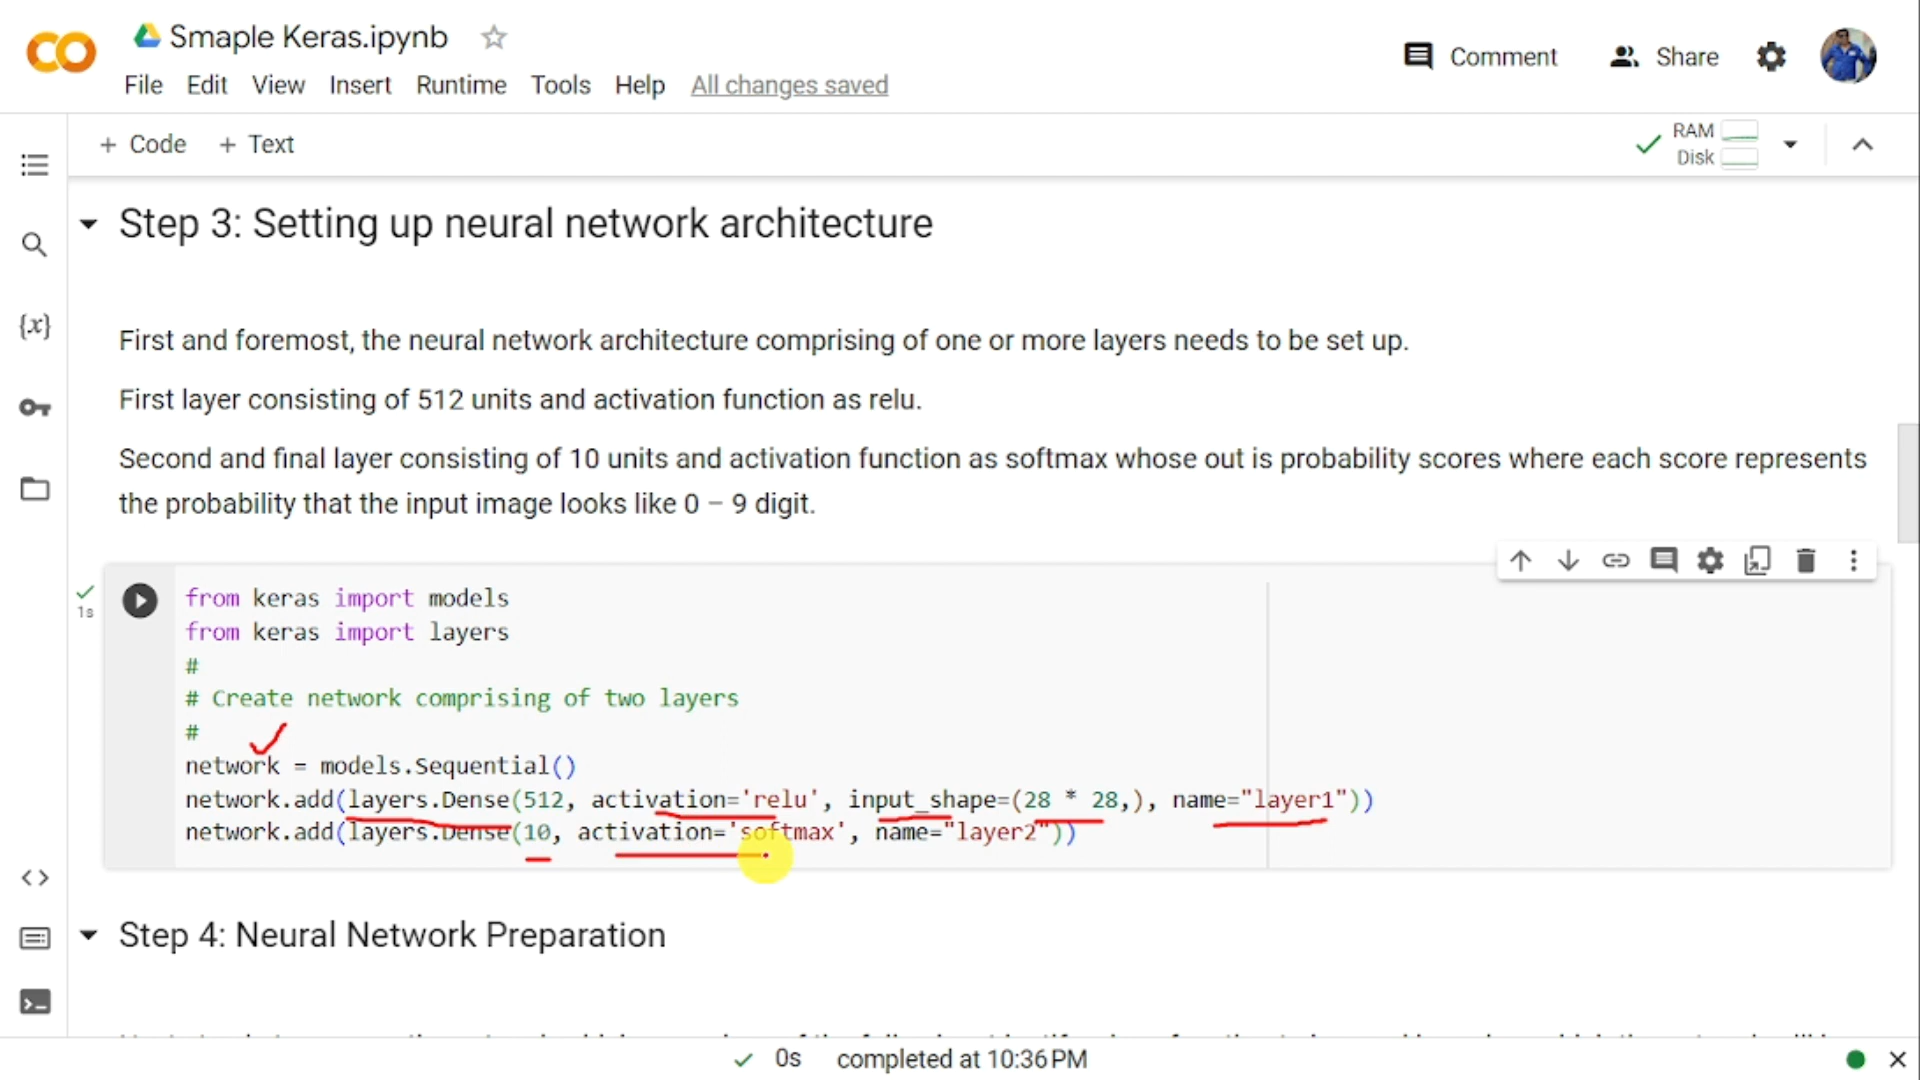 Smaple Keras.ipynb
Comment
Share
File Edit View Insert Runtime Tools Help All changes saved
+ Code + Text
RAM
Disk
Step 3: Setting up neural network architecture
First and foremost, the neural network architecture comprising of one or more layers needs to be set up.
First layer consisting of 512 units and activation function as relu.
Second and final layer consisting of 10 units and activation function as softmax whose out is probability scores where each score represents
the probability that the input image looks like 0 – 9 digit.
1s
from keras import models
from keras import layers
#
# Create network comprising of two layers
#
network = models.Sequential()
network.add(layers.Dense(512, activation='relu', input_shape=(28 * 28,), name="layer1"))
network.add(layers.Dense(10, activation='softmax', name="layer2"))
Step 4: Neural Network Preparation
0s completed at 10:36 PM